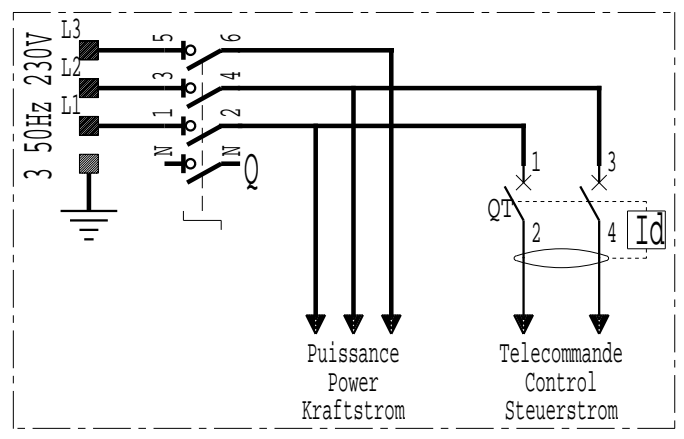 3 50Hz 230V
L3
5
6
L2
3
4
L1
1
2
N
N
Q
1
3
QT
2
4
Id
Puissance
Power
Kraftstrom
Telecommande
Control
Steuerstrom